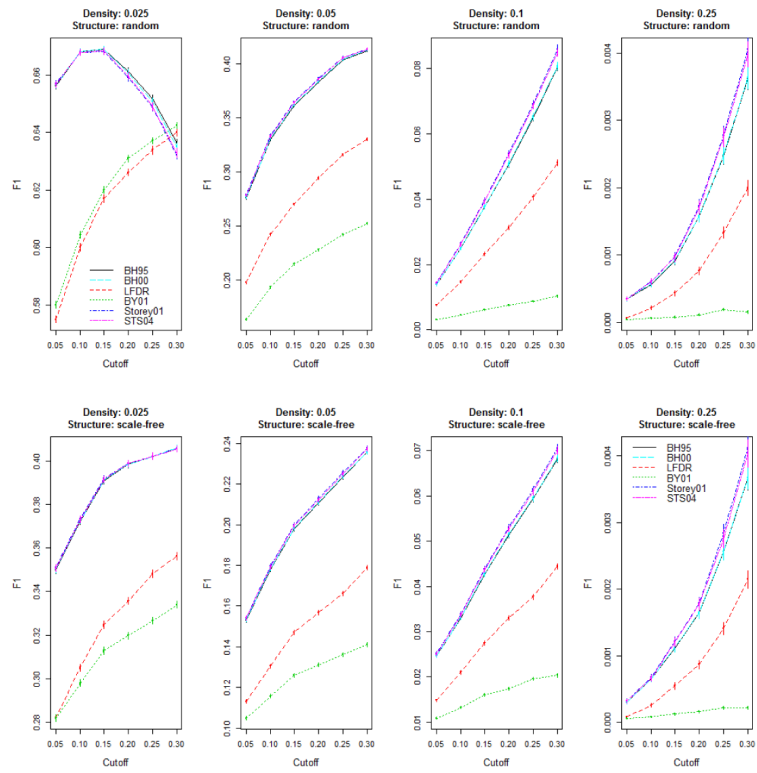 Density: 0.025
Structure: random
Density: 0.05
Structure: random
Density: 0.1
Structure: random
Density: 0.25
Structure: random
F1
0.66
0.64
0.62
0.60
0.58
BH95
BH00
LFDR
BY01
Storey01
STS04
0.05 0.10 0.15 0.20 0.25 0.30
Cutoff
F1
0.40
0.35
0.30
0.25
0.20
0.05 0.10 0.15 0.20 0.25 0.30
Cutoff
F1
0.08
0.06
0.04
0.02
0.00
0.05 0.10 0.15 0.20 0.25 0.30
Cutoff
F1
0.004
0.003
0.002
0.001
0.000
0.05 0.10 0.15 0.20 0.25 0.30
Cutoff
Density: 0.025
Structure: scale-free
Density: 0.05
Structure: scale-free
Density: 0.1
Structure: scale-free
Density: 0.25
Structure: scale-free
F1
0.40
0.38
0.36
0.34
0.32
0.30
0.28
0.05 0.10 0.15 0.20 0.25 0.30
Cutoff
F1
0.24
0.22
0.20
0.18
0.16
0.14
0.12
0.10
0.05 0.10 0.15 0.20 0.25 0.30
Cutoff
F1
0.07
0.06
0.05
0.04
0.03
0.02
0.01
0.05 0.10 0.15 0.20 0.25 0.30
Cutoff
F1
0.004
0.003
0.002
0.001
0.000
BH95
BH00
LFDR
BY01
Storey01
STS04
0.05 0.10 0.15 0.20 0.25 0.30
Cutoff